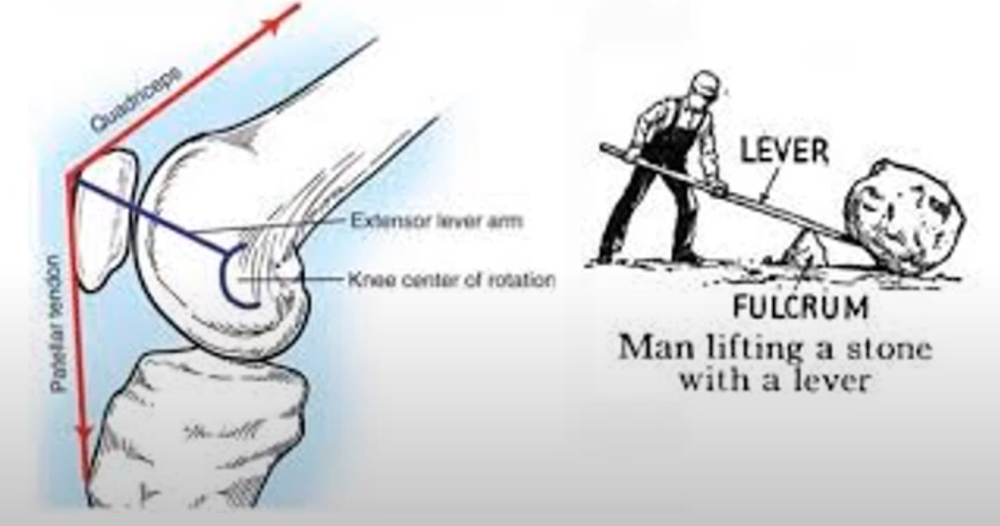 Quadriceps
Extensor lever arm
Knee center of rotation
Patellar tendon
LEVER
FULCRUM
Man lifting a stone
with a lever